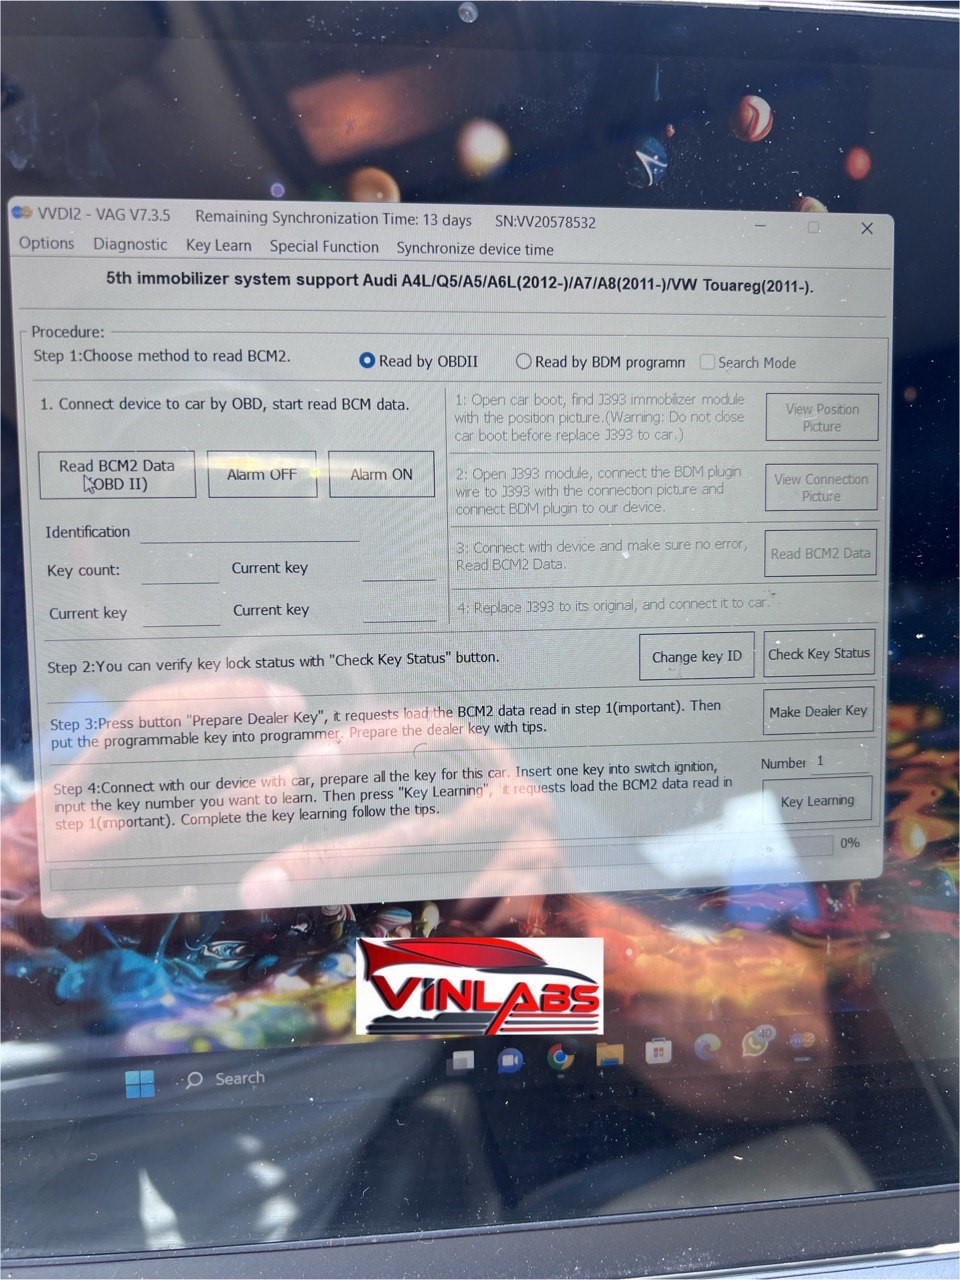 VVDI2 - VAG V7.3.5 Remaining Synchronization Time: 13 days SN:VV20578532
Options Diagnostic Key Learn Special Function Synchronize device time
5th immobilizer system support Audi A4L/Q5/A5/A6L(2012-)/A7/A8(2011-)/VW Touareg(2011-).
Procedure:
Step 1:Choose method to read BCM2.
Read by OBDII
Read by BDM programn
Search Mode
1. Connect device to car by OBD, start read BCM data.
Read BCM2 Data
(OBD II)
Alarm OFF
Alarm ON
Identification
Key count:
Current key
Current key
Current key
1: Open car boot, find J393 immobilizer module
with the position picture.(Warning: Do not close
car boot before replace J393 to car.)
View Position
Picture
2: Open J393 module, connect the BDM plugin
wire to J393 with the connection picture and
connect BDM plugin to our device.
View Connection
Picture
3: Connect with device and make sure no error,
Read BCM2 Data.
Read BCM2 Data
4: Replace J393 to its original, and connect it to car.
Step 2:You can verify key lock status with "Check Key Status" button.
Change key ID
Check Key Status
Step 3:Press button "Prepare Dealer Key", it requests load the BCM2 data read in step 1(important). Then
put the programmable key into programmer. Prepare the dealer key with tips.
Make Dealer Key
Step 4:Connect with our device with car, prepare all the key for this car. Insert one key into switch ignition,
input the key number you want to learn. Then press "Key Learning", it requests load the BCM2 data read in
step 1(important). Complete the key learning follow the tips.
Number 1
Key Learning
0%
VINLABS
Search
40